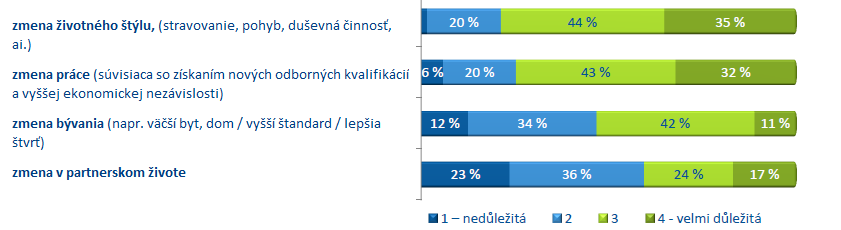 zmena životného štýlu, (stravovanie, pohyb, duševná činnosť,
ai.)
20 % 44 % 35 %
zmena práce (súvisiaca so získaním nových odborných kvalifikácií
a vyššej ekonomickej nezávislosti)
6 % 20 % 43 % 32 %
zmena bývania (napr. väčší byt, dom / vyšší štandard / lepšia
štvrť)
12 % 34 % 42 % 11 %
zmena v partnerskom živote
23 % 36 % 24 % 17 %
1 – nedůležitá 2 3 4 - velmi důležitá